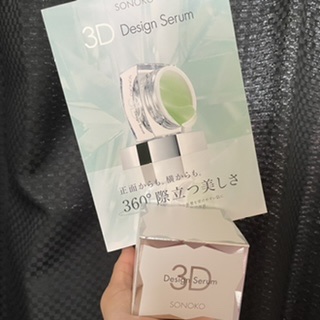 SONOKO
3D Design Serum
正面からも、横からも、
360°際立つ美しさ
3D
Design Serum
SONOKO